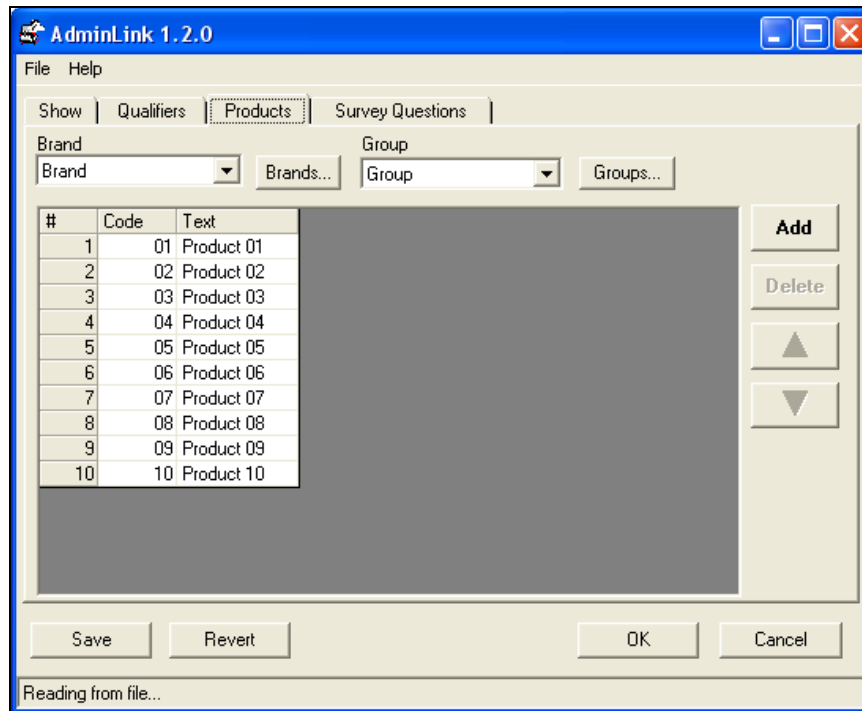 AdminLink 1.2.0
File Help
Show Qualifiers Products Survey Questions
Brand Group
Brand Brands... Group Groups...
# Code Text
1 01 Product 01
2 02 Product 02
3 03 Product 03
4 04 Product 04
5 05 Product 05
6 06 Product 06
7 07 Product 07
8 08 Product 08
9 09 Product 09
10 10 Product 10
Add
Delete
Save Revert OK Cancel
Reading from file...